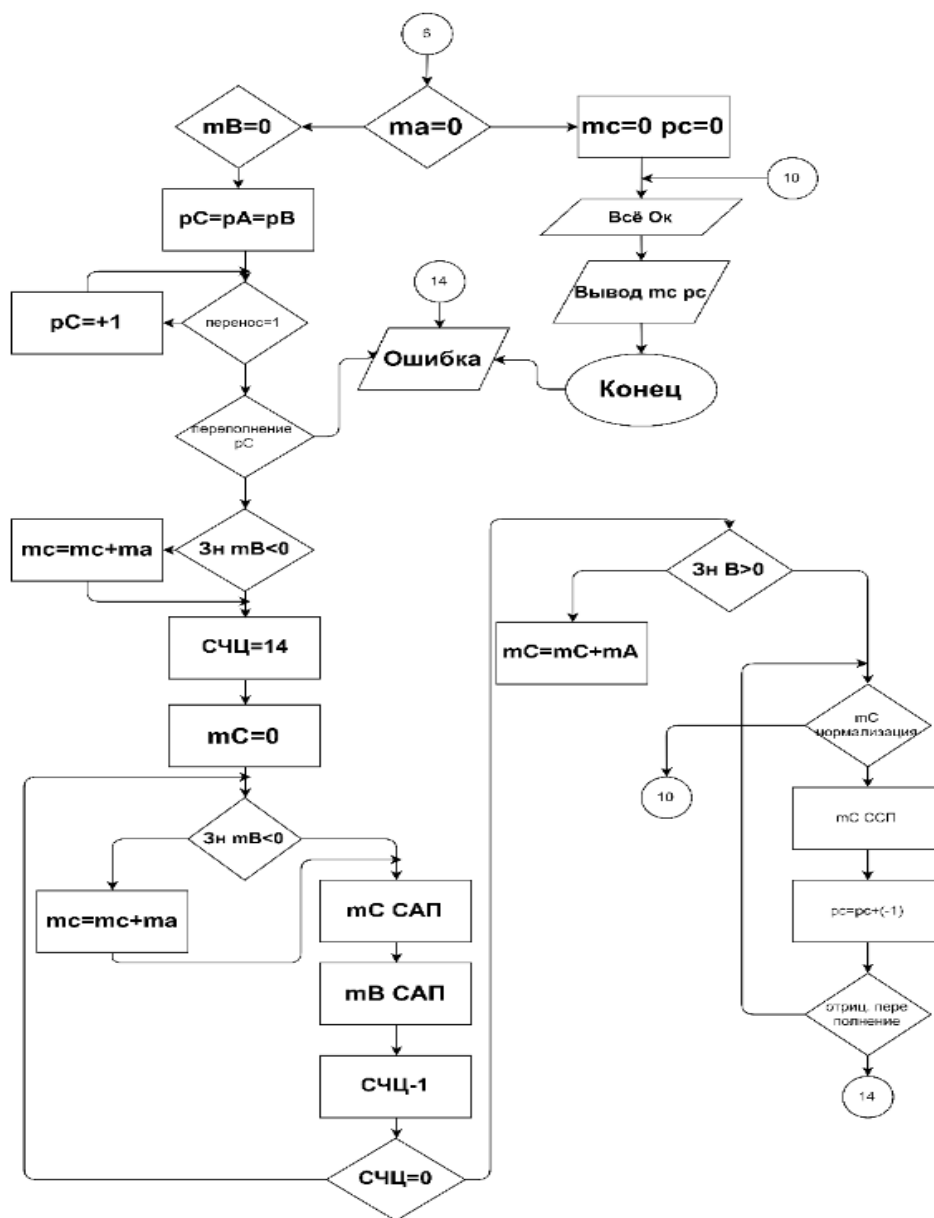 6
mB=0
ma=0
mc=0 pc=0
10
pC=pA=pB
Всё Ок
14
Вывод mc pc
pC=+1
перенос=1
Ошибка
Конец
переполнение
pC
mc=mc+ma
Зн mB<0
Зн B>0
СЧЦ=14
mC=mC+mA
mC=0
mC
нормализация
10
Зн mB<0
mC ССП
mc=mc+ma
mC САП
pc=pc+(-1)
mB САП
отриц. пере
полнение
СЧЦ-1
14
СЧЦ=0